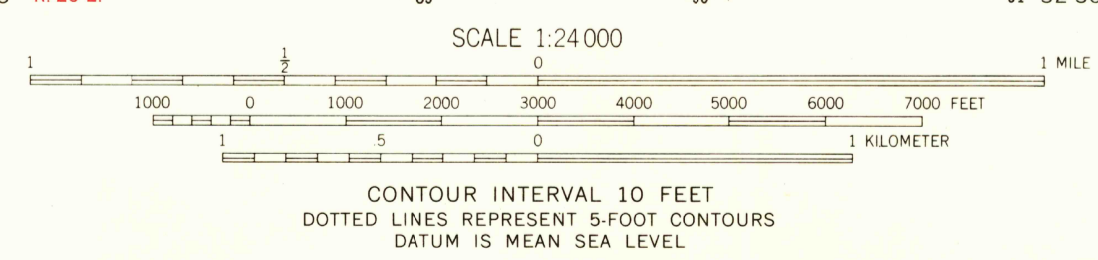 SCALE 1:24 000
1 1/2 0 1 MILE
1000 0 1000 2000 3000 4000 5000 6000 7000 FEET
1 .5 0 1 KILOMETER
CONTOUR INTERVAL 10 FEET
DOTTED LINES REPRESENT 5-FOOT CONTOURS
DATUM IS MEAN SEA LEVEL